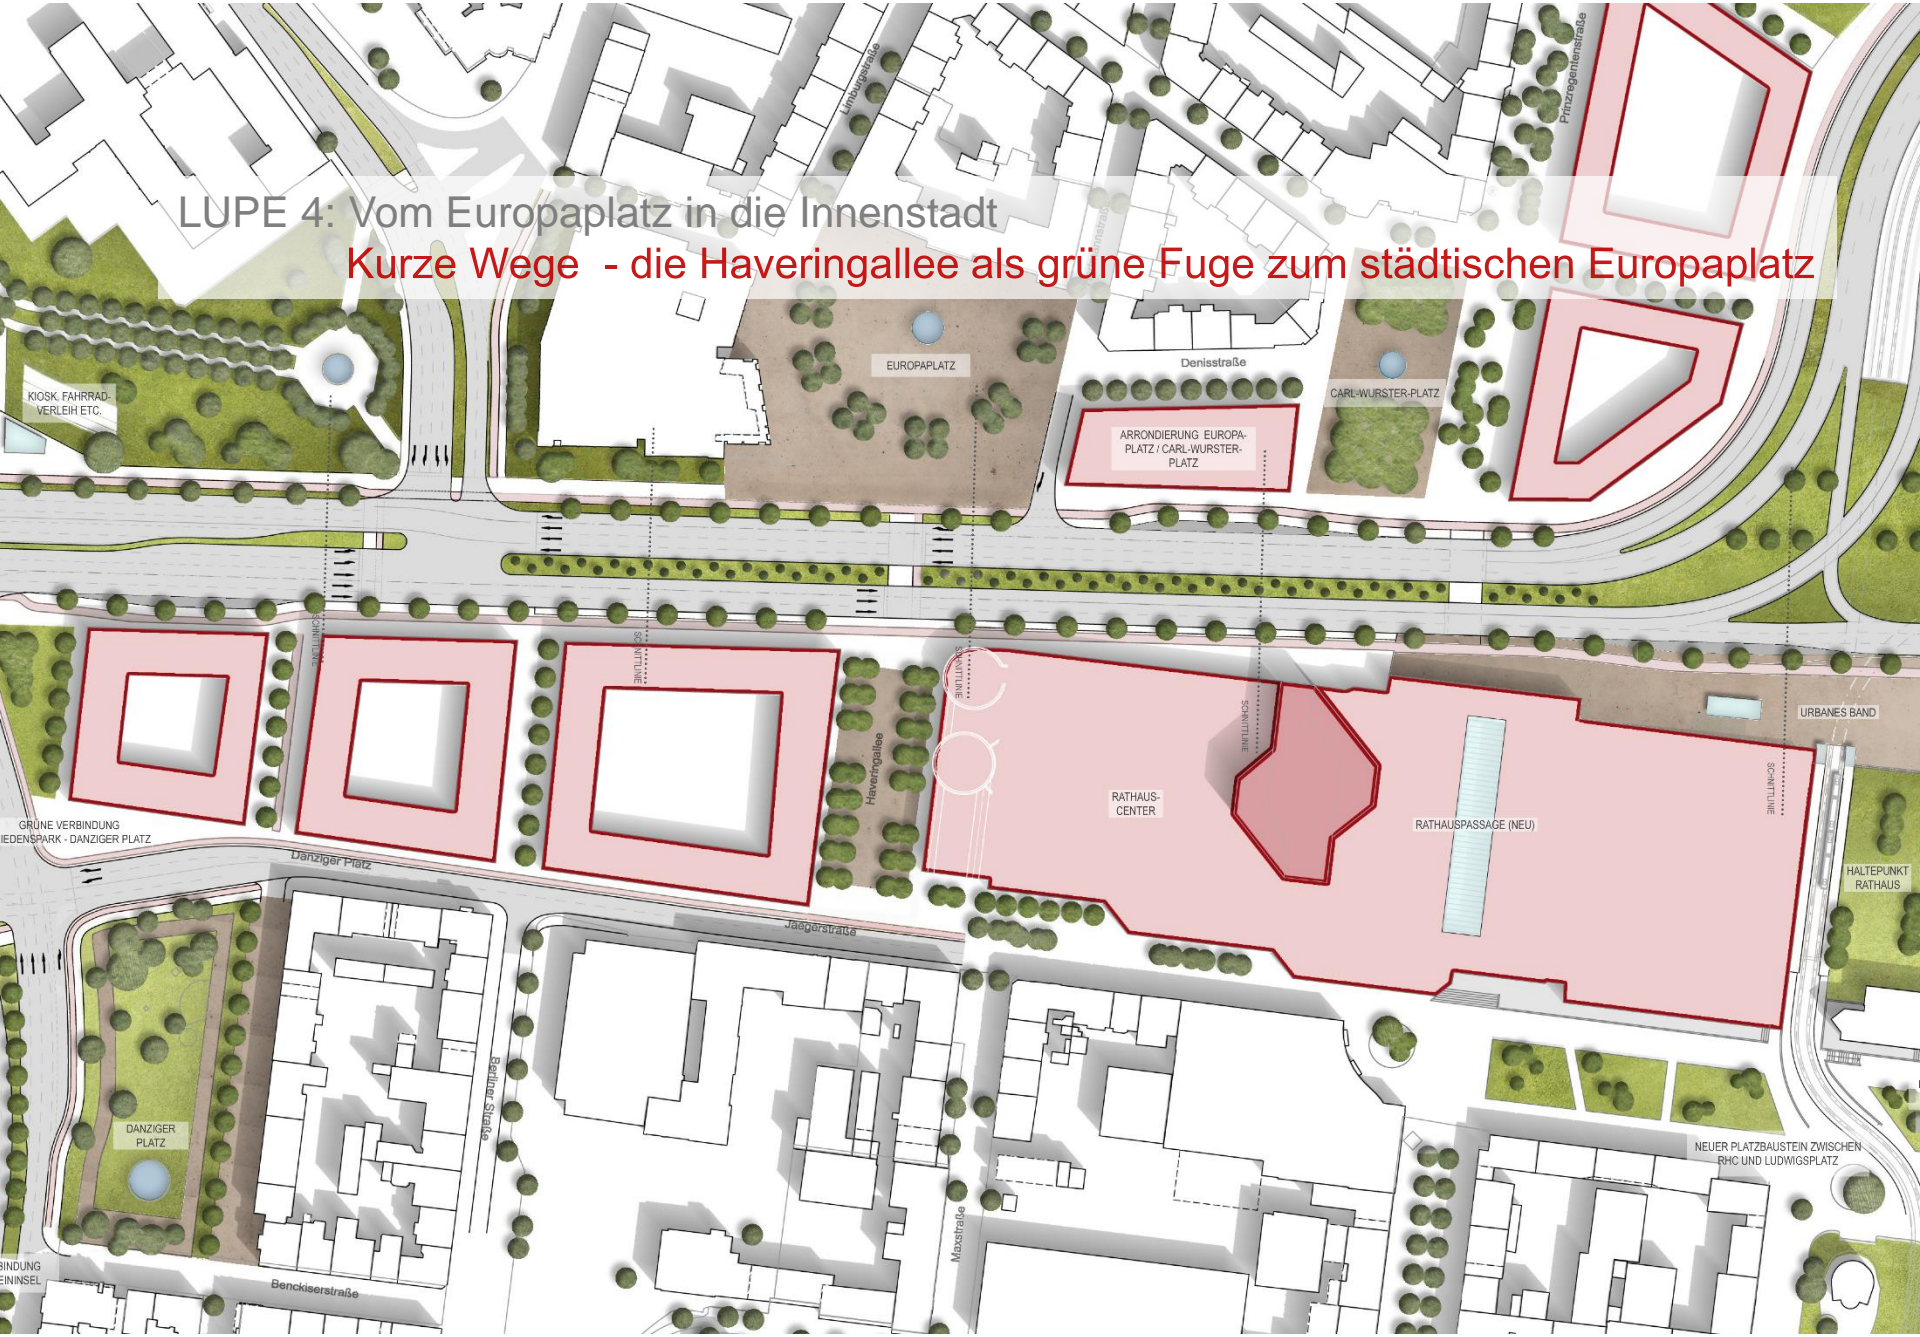 LUPE 4: Vom Europaplatz in die Innenstadt
Kurze Wege - die Haveringallee als grüne Fuge zum städtischen Europaplatz
Limburgstraße
Prinzregentenstraße
EUROPAPLATZ
Denisstraße
KIOSK, FAHRRAD-
VERLEIH ETC.
CARL-WURSTER-PLATZ
ARRONDIERUNG EUROPA-
PLATZ / CARL-WURSTER-
PLATZ
SCHNITTLINIE
SCHNITTLINIE
SCHNITTLINIE
SCHNITTLINIE
SCHNITTLINIE
URBANES BAND
Haveringallee
RATHAUS-
CENTER
RATHAUSPASSAGE (NEU)
GRÜNE VERBINDUNG
IEDENSPARK - DANZIGER PLATZ
Danziger Platz
HALTEPUNKT
RATHAUS
Jaegerstraße
Berliner Straße
DANZIGER
PLATZ
NEUER PLATZBAUSTEIN ZWISCHEN
RHC UND LUDWIGSPLATZ
Maxstraße
BINDUNG
EININSEL
Benckiserstraße